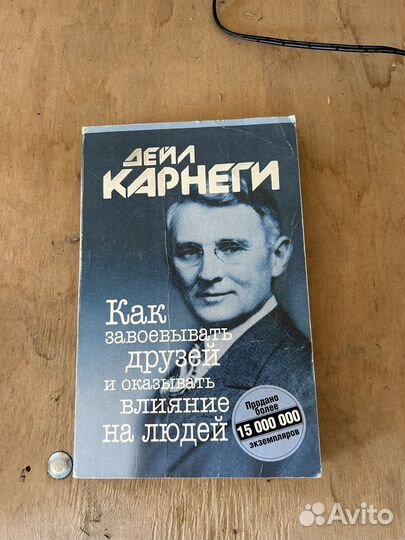 ДЕЙЛ
КАРНЕГИ
Как
завоевывать
друзей
и оказывать
влияние
на людей
Продано
более
15 000 000
экземпляров
Avito